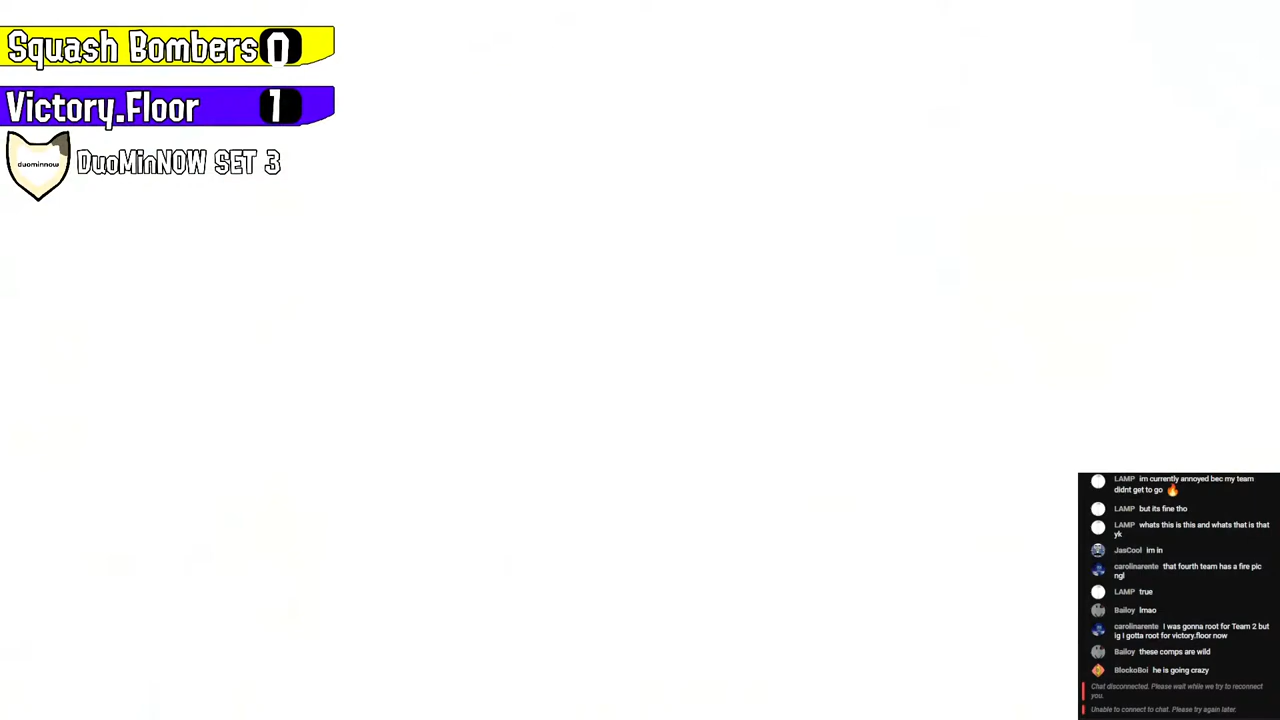 Squash Bombers 0
Victory.Floor 1
duominnow
DuoMinNOW SET 3
LAMP im currently annoyed bec my team
didnt get to go
LAMP but its fine tho
LAMP whats this is this and whats that is that
yk
JasCool im in
carolinarente that fourth team has a fire pic
ngl
LAMP true
Bailoy lmao
carolinarente I was gonna root for Team 2 but
ig I gotta root for victory.floor now
Bailoy these comps are wild
BlockoBoi he is going crazy
Chat disconnected. Please wait while we try to reconnect
you.
Unable to connect to chat. Please try again later.